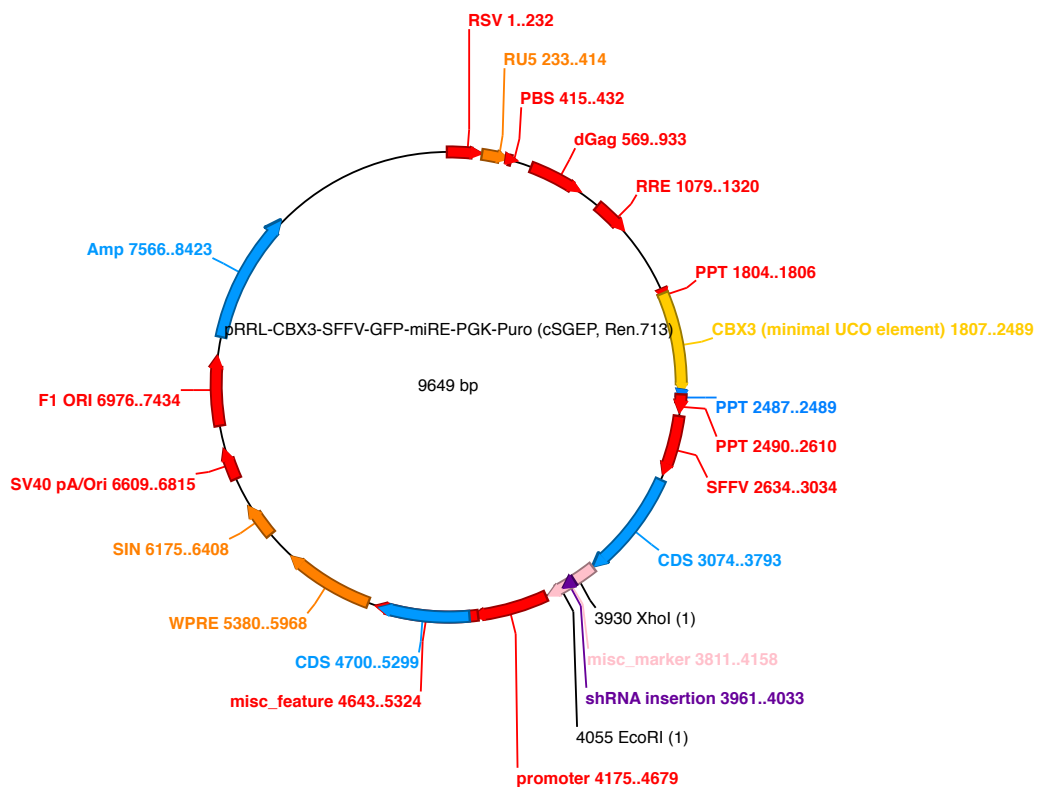 RSV 1..232
RU5 233..414
PBS 415..432
dGag 569..933
RRE 1079..1320
Amp 7566..8423
PPT 1804..1806
pRRL-CBX3-SFFV-GFP-miRE-PGK-Puro (cSGEP, Ren.713)
CBX3 (minimal UCO element) 1807..2489
9649 bp
F1 ORI 6976..7434
PPT 2487..2489
PPT 2490..2610
SV40 pA/Ori 6609..6815
SFFV 2634..3034
SIN 6175..6408
CDS 3074..3793
WPRE 5380..5968
3930 XhoI (1)
CDS 4700..5299
misc_marker 3811..4158
misc_feature 4643..5324
shRNA insertion 3961..4033
4055 EcoRI (1)
promoter 4175..4679